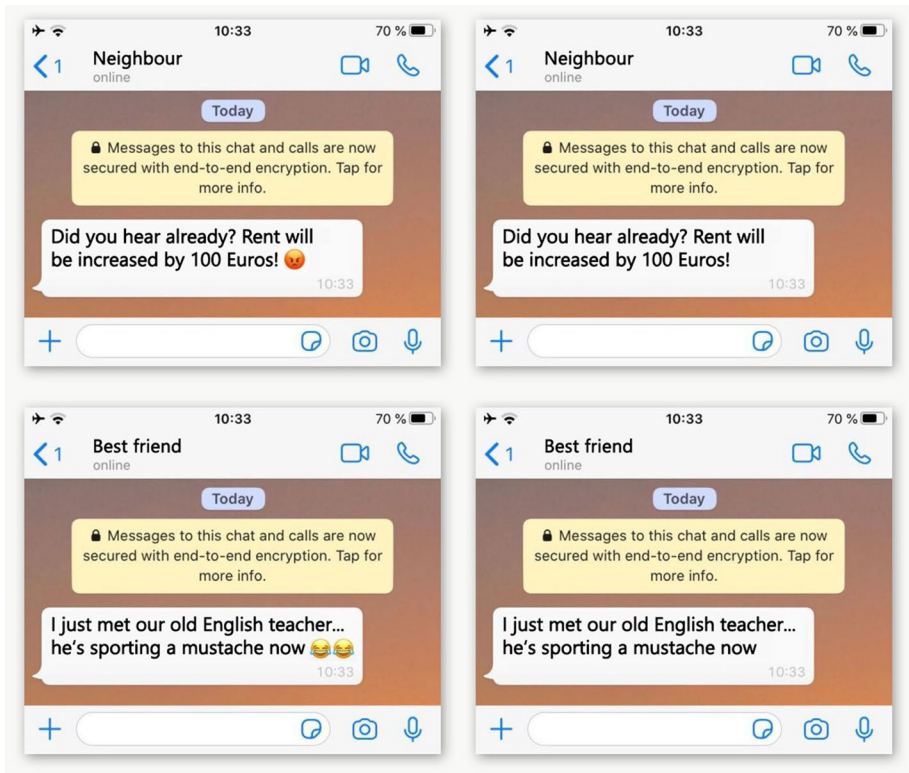 10:33
70 %
1
Neighbour
online
Today
Messages to this chat and calls are now
secured with end-to-end encryption. Tap for
more info.
Did you hear already? Rent will
be increased by 100 Euros! 😡
10:33
10:33
70 %
1
Neighbour
online
Today
Messages to this chat and calls are now
secured with end-to-end encryption. Tap for
more info.
Did you hear already? Rent will
be increased by 100 Euros!
10:33
10:33
70 %
1
Best friend
online
Today
Messages to this chat and calls are now
secured with end-to-end encryption. Tap for
more info.
I just met our old English teacher...
he's sporting a mustache now 😂😂
10:33
10:33
70 %
1
Best friend
online
Today
Messages to this chat and calls are now
secured with end-to-end encryption. Tap for
more info.
I just met our old English teacher...
he's sporting a mustache now
10:33